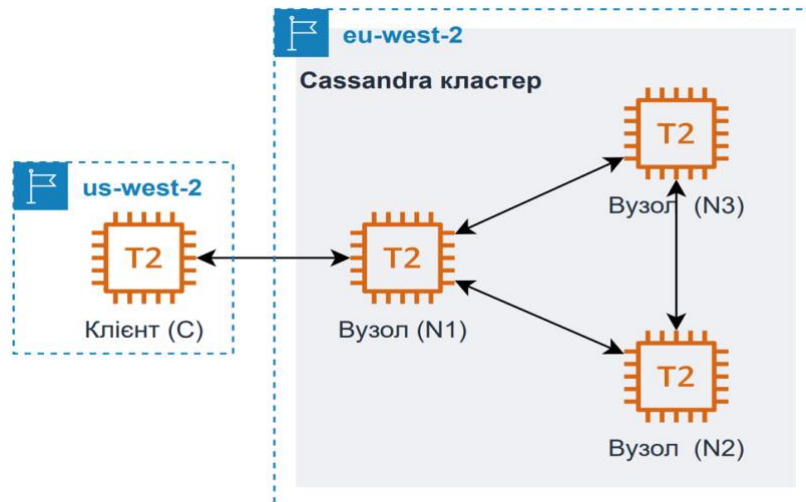 eu-west-2
Cassandra кластер
T2
Вузол (N3)
us-west-2
T2
Клієнт (C)
T2
Вузол (N1)
T2
Вузол (N2)